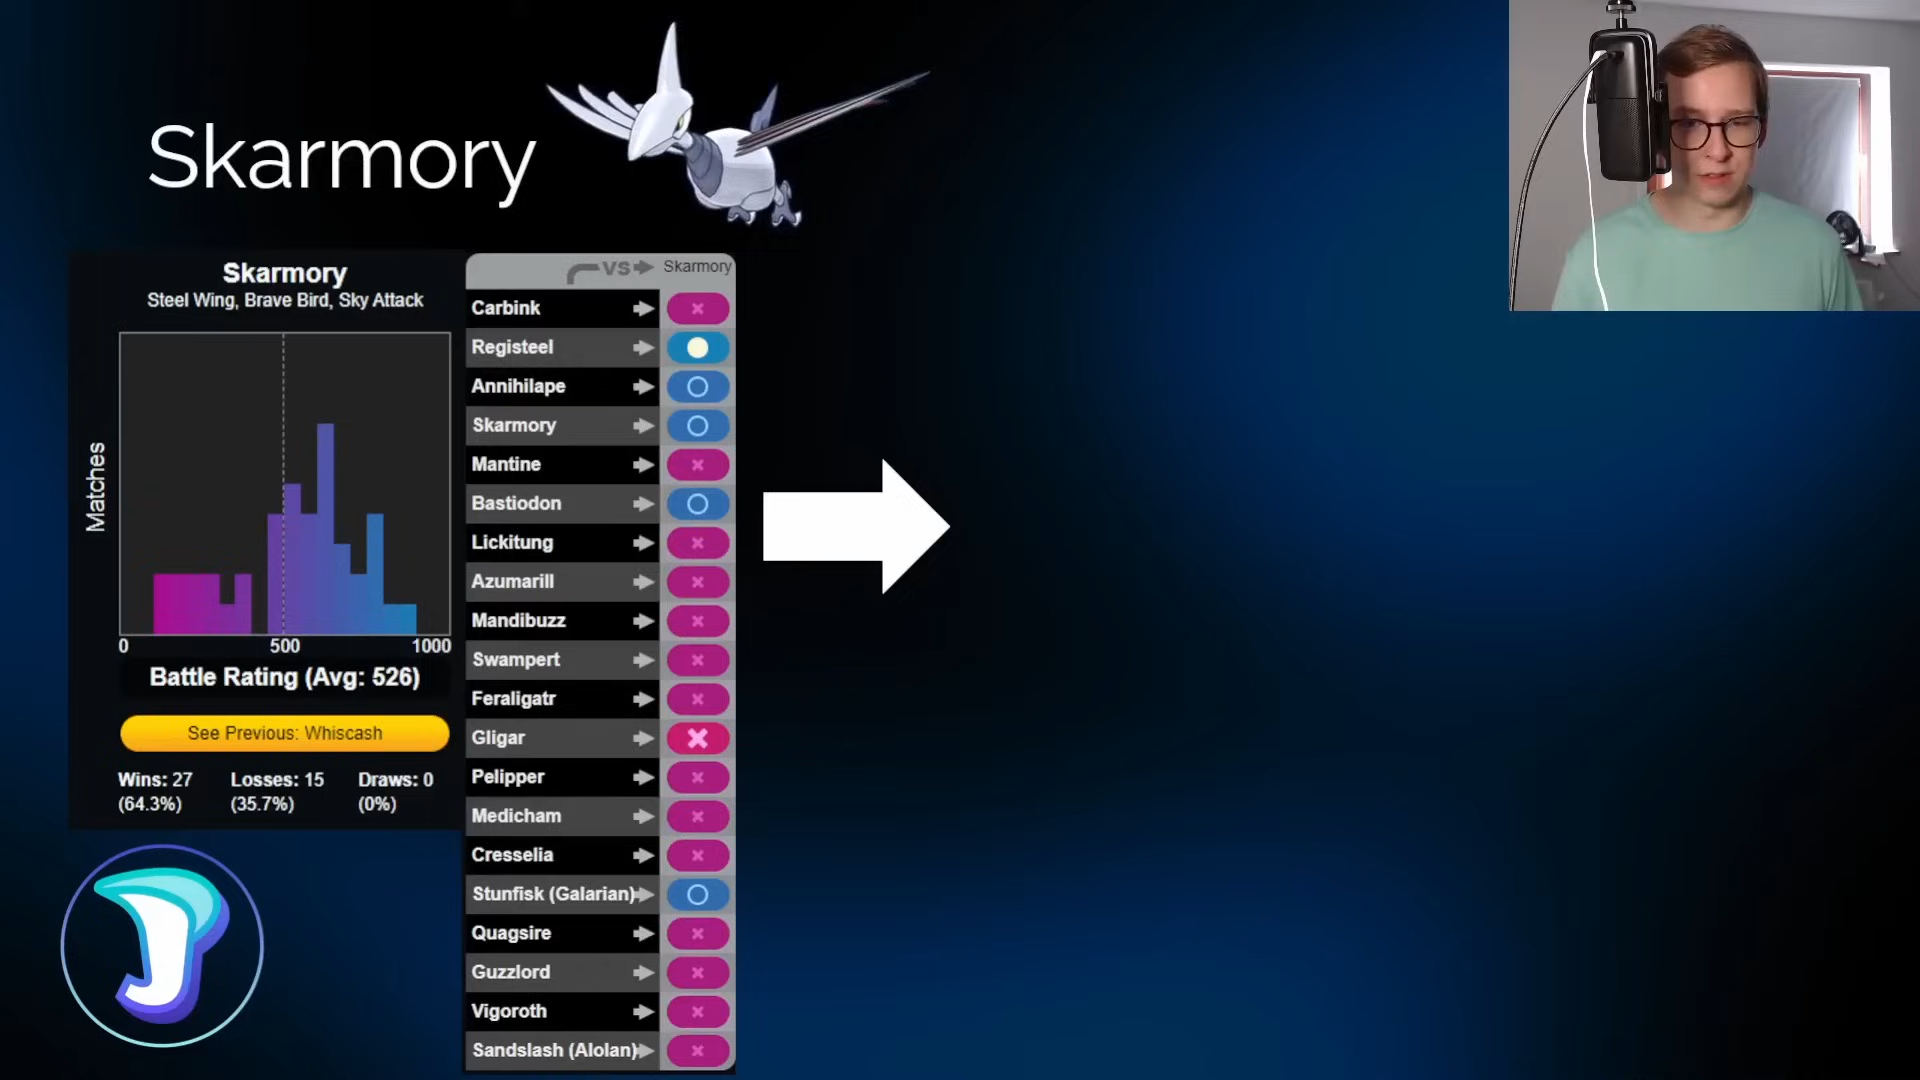 Skarmory
Skarmory
Steel Wing, Brave Bird, Sky Attack
Matches
0 500 1000
Battle Rating (Avg: 526)
See Previous: Whiscash
Wins: 27 Losses: 15 Draws: 0
(64.3%) (35.7%) (0%)
VS Skarmory
Carbink
Registeel
Annihilape
Skarmory
Mantine
Bastiodon
Lickitung
Azumarill
Mandibuzz
Swampert
Feraligatr
Gligar
Pelipper
Medicham
Cresselia
Stunfisk (Galarian)
Quagsire
Guzzlord
Vigoroth
Sandslash (Alolan)